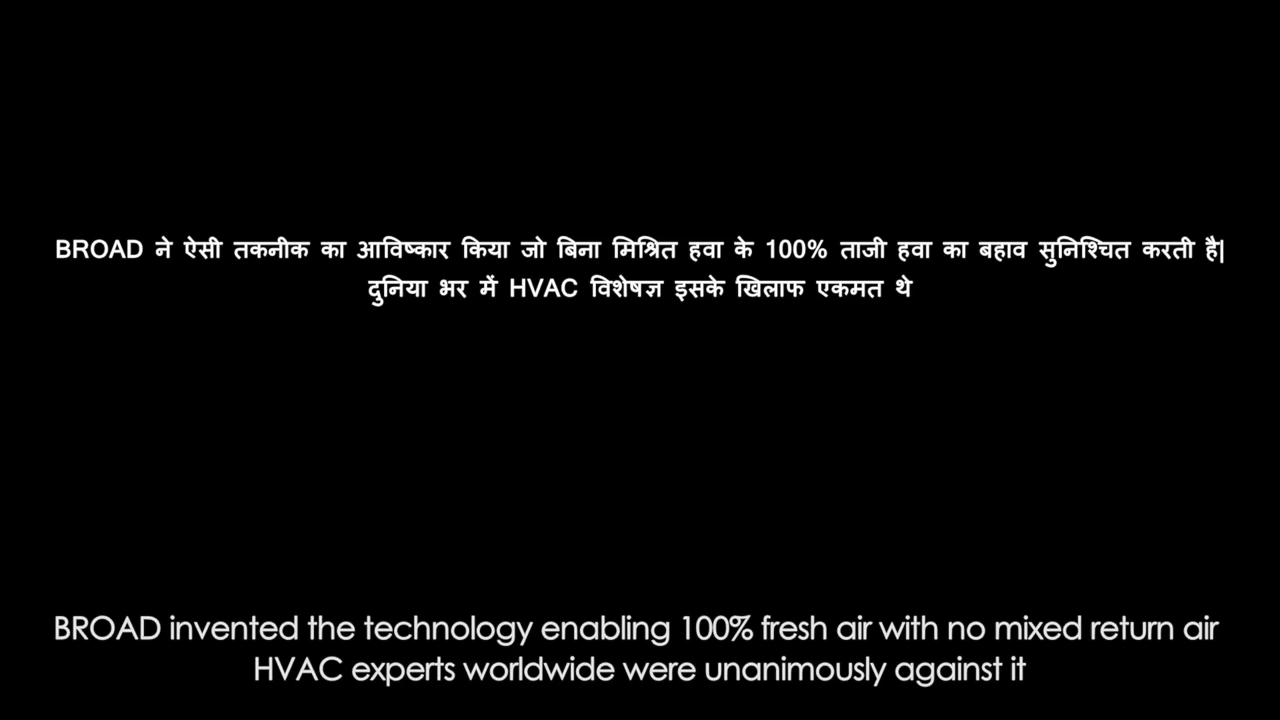 BROAD ने ऐसी तकनीक का आविष्कार किया जो बिना मिश्रित हवा के 100% ताजी हवा का बहाव सुनिश्चित करती है|
दुनिया भर में HVAC विशेषज्ञ इसके खिलाफ एकमत थे
BROAD invented the technology enabling 100% fresh air with no mixed return air
HVAC experts worldwide were unanimously against it